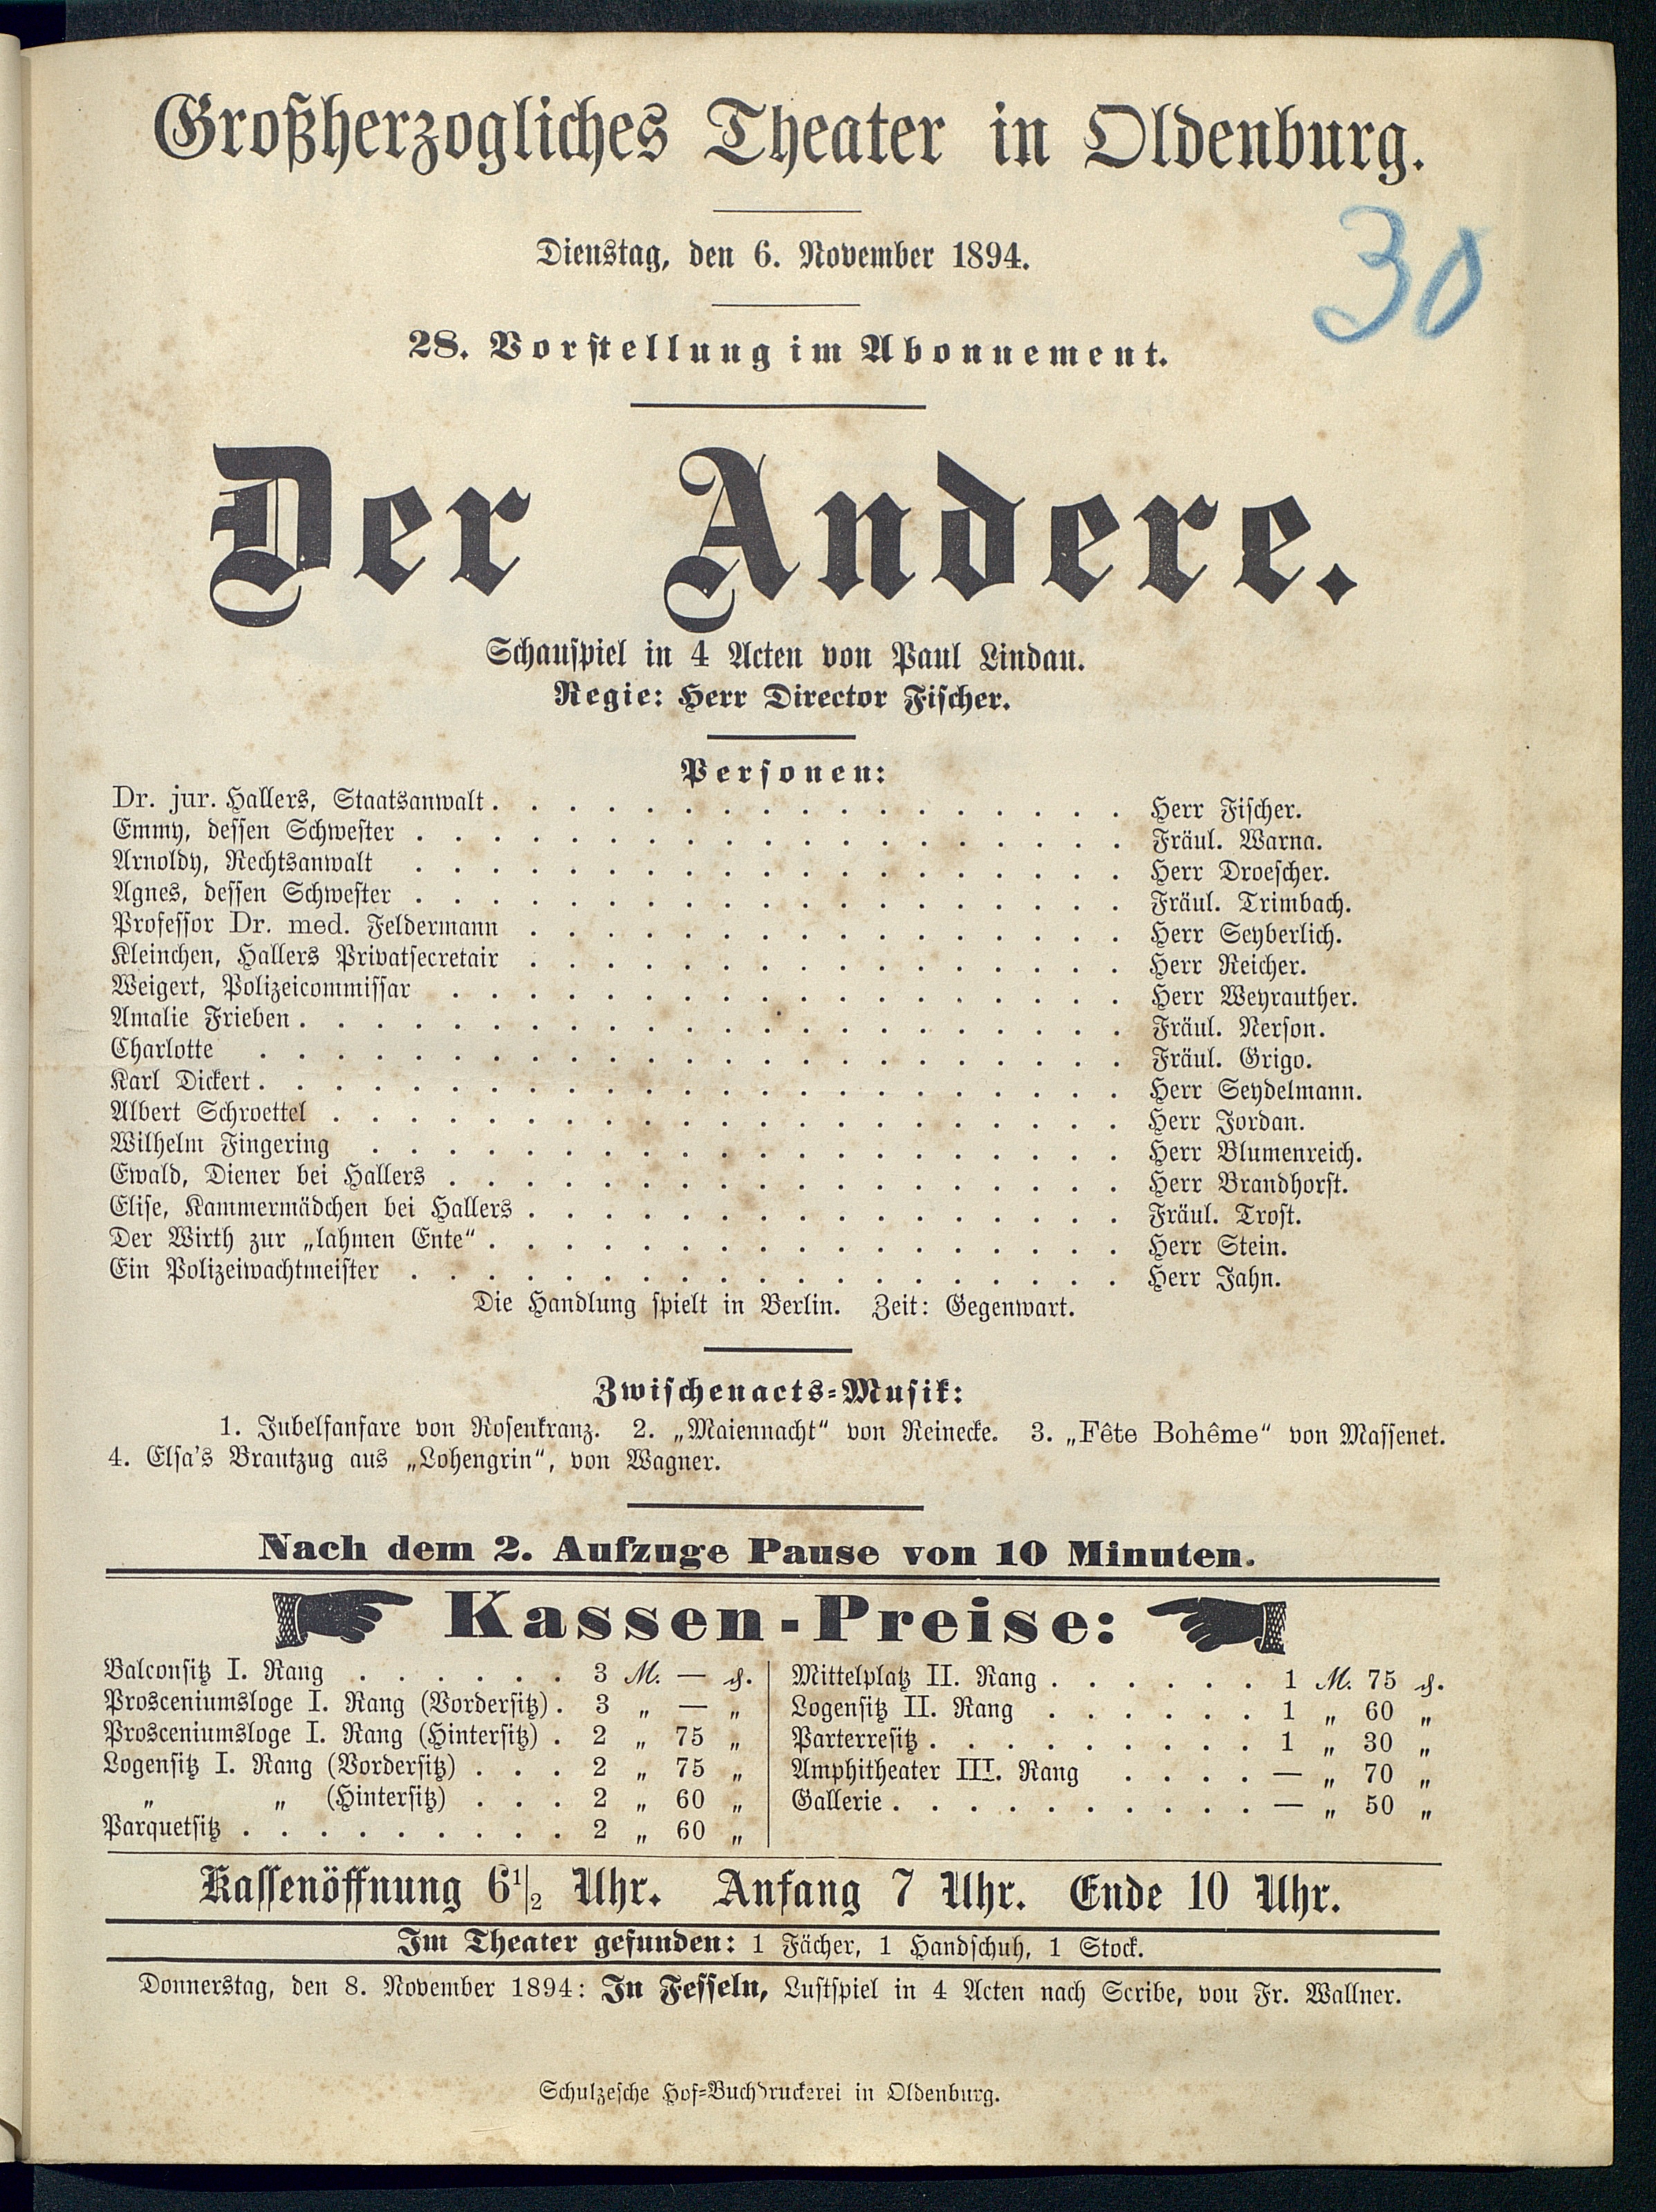 Großherzogliches Theater in Oldenburg.
30
Dienstag, den 6. November 1894.
28. Vorstellung im Abonnement.
Der Andere.
Schauspiel in 4 Acten von Paul Lindau.
Regie: Herr Director Fischer.
Personen:
Dr. jur. Hallers, Staatsanwalt . . . . . . . . . . . . . . . . . Herr Fischer.
Emmy, dessen Schwester . . . . . . . . . . . . . . . . . . . Fräul. Warna.
Arnoldy, Rechtsanwalt . . . . . . . . . . . . . . . . . . . Herr Droescher.
Agnes, dessen Schwester . . . . . . . . . . . . . . . . . . . Fräul. Trimbach.
Professor Dr. med. Feldermann . . . . . . . . . . . . . . . . Herr Seyberlich.
Kleinchen, Hallers Privatsecretair . . . . . . . . . . . . . . . . Herr Reicher.
Weigert, Polizeicommissar . . . . . . . . . . . . . . . . . . Herr Weyrauther.
Amalie Frieben . . . . . . . . . . . . . . . . . . . . . . Fräul. Nerson.
Charlotte . . . . . . . . . . . . . . . . . . . . . . . Fräul. Grigo.
Karl Dickert . . . . . . . . . . . . . . . . . . . . . . . Herr Seydelmann.
Albert Schroettel . . . . . . . . . . . . . . . . . . . . . Herr Jordan.
Wilhelm Fingering . . . . . . . . . . . . . . . . . . . . Herr Blumenreich.
Ewald, Diener bei Hallers . . . . . . . . . . . . . . . . . . Herr Brandhorst.
Elise, Kammermädchen bei Hallers . . . . . . . . . . . . . . . . Fräul. Trost.
Der Wirth zur „lahmen Ente“ . . . . . . . . . . . . . . . . . Herr Stein.
Ein Polizeiwachtmeister . . . . . . . . . . . . . . . . . . . Herr Jahn.
Die Handlung spielt in Berlin. Zeit: Gegenwart.
Zwischenacts-Musik:
1. Jubelfanfare von Rosenkranz. 2. „Maiennacht“ von Reinecke. 3. „Fête Bohême“ von Massenet.
4. Elsa's Brautzug aus „Lohengrin“, von Wagner.
Nach dem 2. Aufzuge Pause von 10 Minuten.
Kassen-Preise:
Balconsitz I. Rang . . . . . . 3 M. — ₰.
Prosceniumsloge I. Rang (Vordersitz) . 3 „ — „
Prosceniumsloge I. Rang (Hintersitz) . 2 „ 75 „
Logensitz I. Rang (Vordersitz) . . . 2 „ 75 „
„ „ (Hintersitz) . . . 2 „ 60 „
Parquetsitz . . . . . . . . . 2 „ 60 „
Mittelplatz II. Rang . . . . . . 1 M. 75 ₰.
Logensitz II. Rang . . . . . . 1 „ 60 „
Parterresitz . . . . . . . . . 1 „ 30 „
Amphitheater III. Rang . . . . — „ 70 „
Gallerie . . . . . . . . . . — „ 50 „
Kassenöffnung 6 1/2 Uhr. Anfang 7 Uhr. Ende 10 Uhr.
Im Theater gefunden: 1 Fächer, 1 Handschuh, 1 Stock.
Donnerstag, den 8. November 1894: In Fesseln, Lustspiel in 4 Acten nach Scribe, von Fr. Wallner.
Schulzesche Hof-Buchdruckerei in Oldenburg.